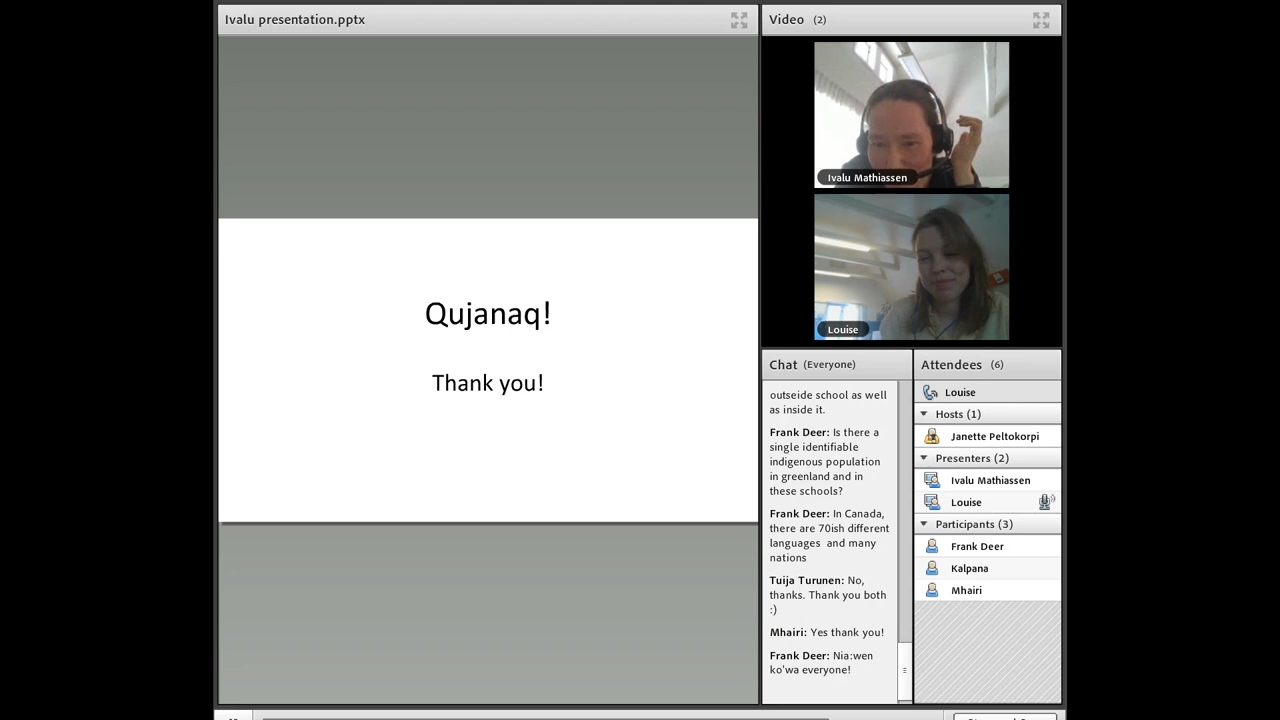 Ivalu presentation.pptx
Qujanaq!
Thank you!
Video (2)
Ivalu Mathiassen
Louise
Chat (Everyone)
outseide school as well
as inside it.
Frank Deer: Is there a
single identifiable
indigenous population
in greenland and in
these schools?
Frank Deer: In Canada,
there are 70ish different
languages and many
nations
Tuija Turunen: No,
thanks. Thank you both
:)
Mhairi: Yes thank you!
Frank Deer: Nia:wen
ko'wa everyone!
Attendees (6)
Louise
Hosts (1)
Janette Peltokorpi
Presenters (2)
Ivalu Mathiassen
Louise
Participants (3)
Frank Deer
Kalpana
Mhairi